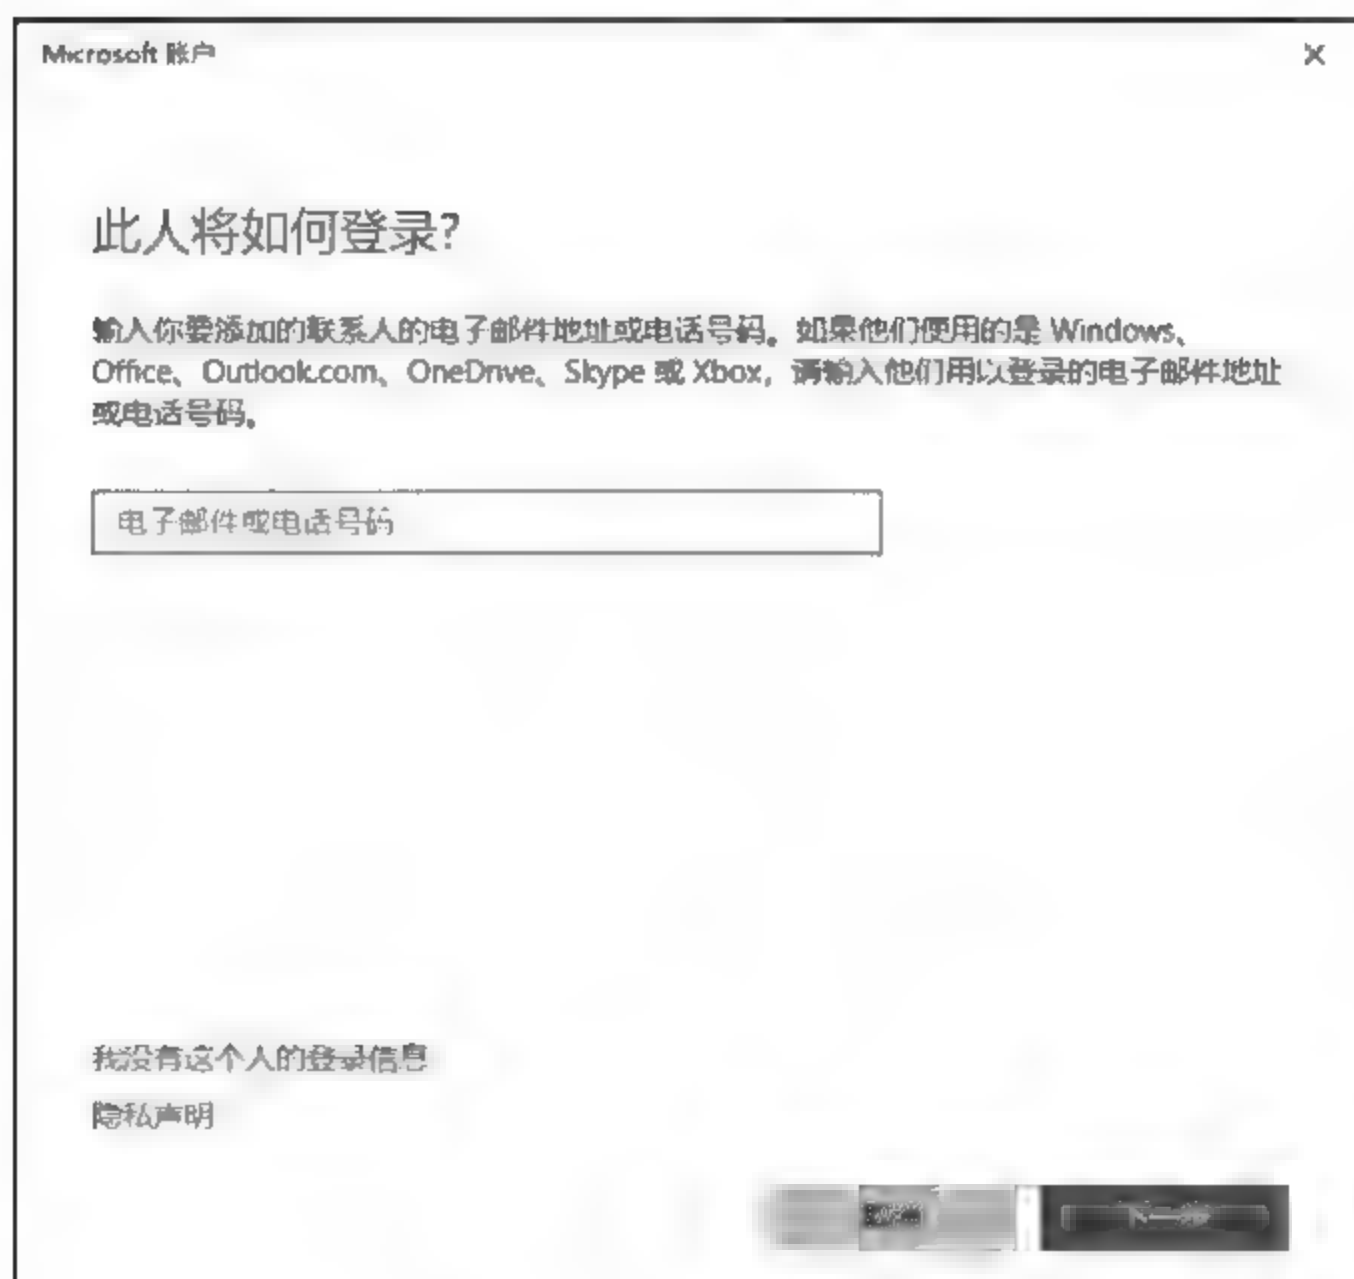 Microsoft 账户
此人将如何登录?
输入你要添加的联系人的电子邮件地址或电话号码。如果他们使用的是 Windows、
Office、Outlook.com、OneDrive、Skype 或 Xbox，请输入他们用以登录的电子邮件地址
或电话号码。
电子邮件或电话号码
我没有这个人的登录信息
隐私声明
下一步